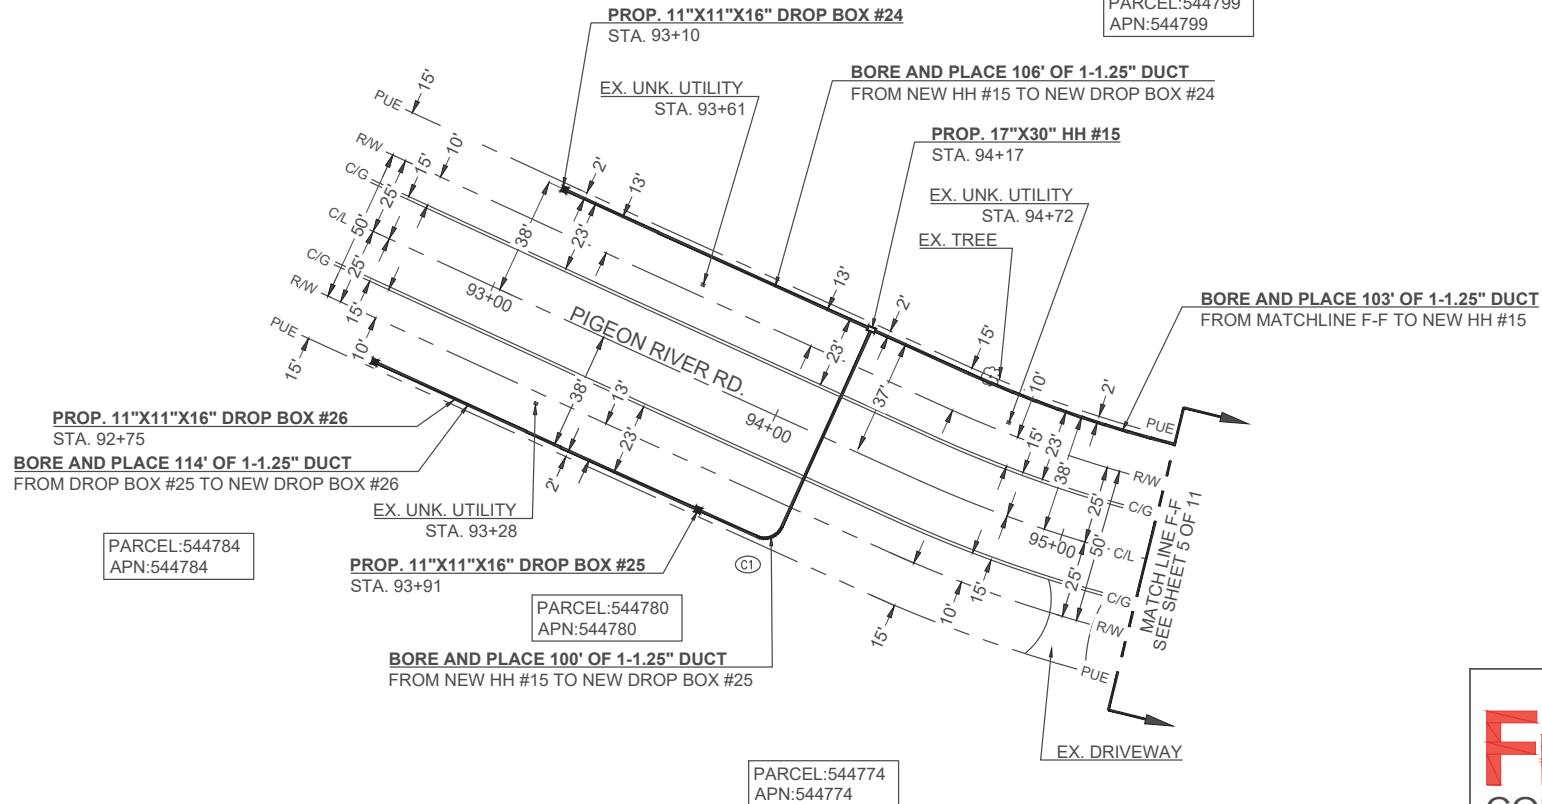 PARCEL:544799
APN:544799
PROP. 11"X11"X16" DROP BOX #24
STA. 93+10
EX. UNK. UTILITY
STA. 93+61
BORE AND PLACE 106' OF 1-1.25" DUCT
FROM NEW HH #15 TO NEW DROP BOX #24
PROP. 17"X30" HH #15
STA. 94+17
EX. UNK. UTILITY
STA. 94+72
EX. TREE
BORE AND PLACE 103' OF 1-1.25" DUCT
FROM MATCHLINE F-F TO NEW HH #15
PUE
15'
R/W
10'
C/G
15'
25'
C/L
50'
C/G
25'
R/W
15'
PUE
10'
15'
2'
13'
38'
23'
93+00
PIGEON RIVER RD.
94+00
13'
2'
23'
37'
15'
10'
2'
38'
13'
23'
2'
15'
23'
38'
25'
50'
25'
95+00
PUE
R/W
C/G
C/L
C/G
R/W
PUE
15'
10'
15'
MATCH LINE F-F
SEE SHEET 5 OF 11
PROP. 11"X11"X16" DROP BOX #26
STA. 92+75
BORE AND PLACE 114' OF 1-1.25" DUCT
FROM DROP BOX #25 TO NEW DROP BOX #26
EX. UNK. UTILITY
STA. 93+28
PARCEL:544784
APN:544784
PROP. 11"X11"X16" DROP BOX #25
STA. 93+91
C1
PARCEL:544780
APN:544780
BORE AND PLACE 100' OF 1-1.25" DUCT
FROM NEW HH #15 TO NEW DROP BOX #25
EX. DRIVEWAY
PARCEL:544774
APN:544774